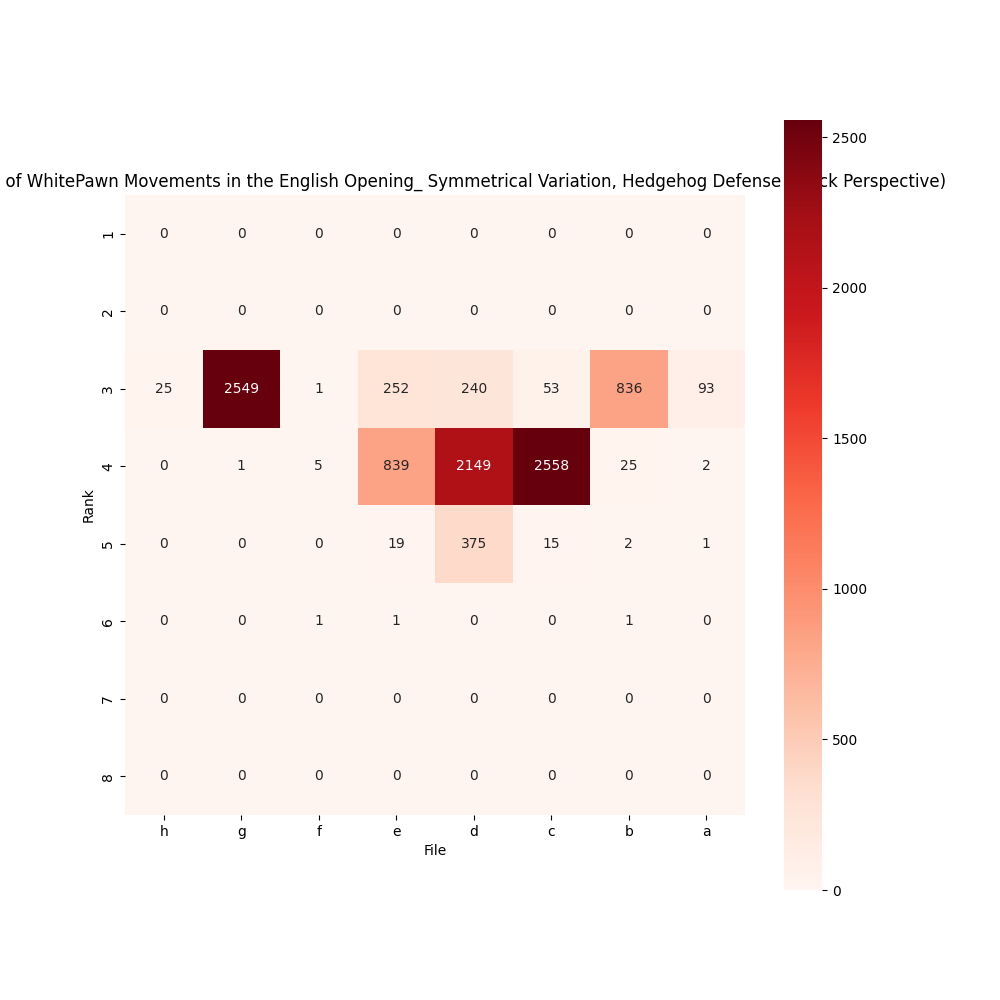 of WhitePawn Movements in the English Opening_ Symmetrical Variation, Hedgehog Defense ck Perspective)
1 0 0 0 0 0 0 0 0
2 0 0 0 0 0 0 0 0
3 25 2549 1 252 240 53 836 93
4 0 1 5 839 2149 2558 25 2
5 0 0 0 19 375 15 2 1
6 0 0 1 1 0 0 1 0
7 0 0 0 0 0 0 0 0
8 0 0 0 0 0 0 0 0
Rank
h g f e d c b a
File
2500
2000
1500
1000
500
0